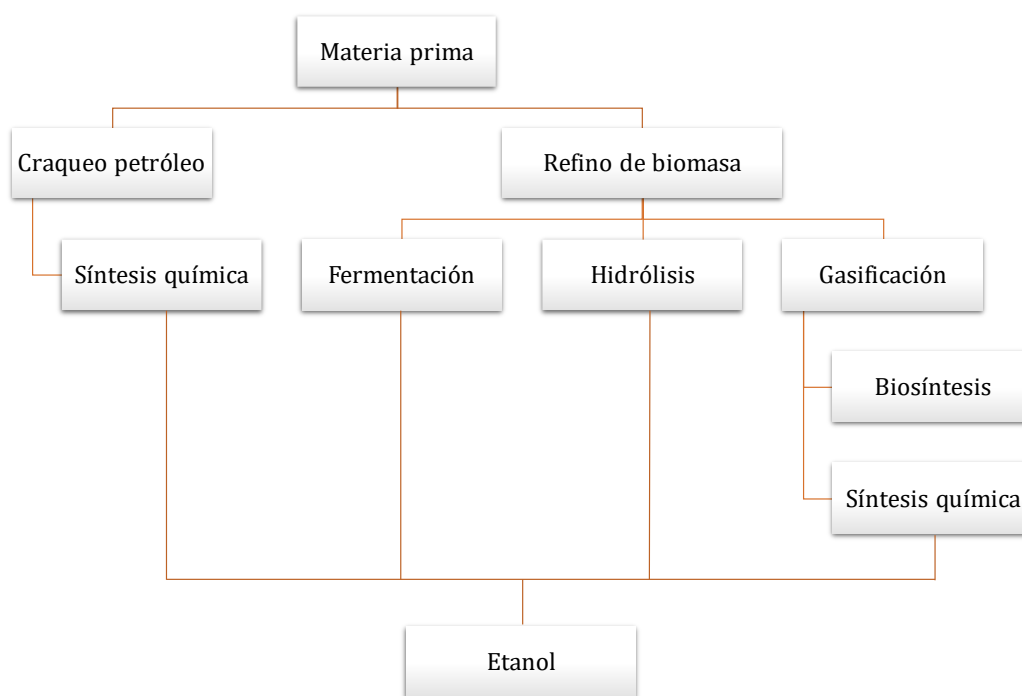 Materia prima
Craqueo petróleo
Refino de biomasa
Síntesis química
Fermentación
Hidrólisis
Gasificación
Biosíntesis
Síntesis química
Etanol